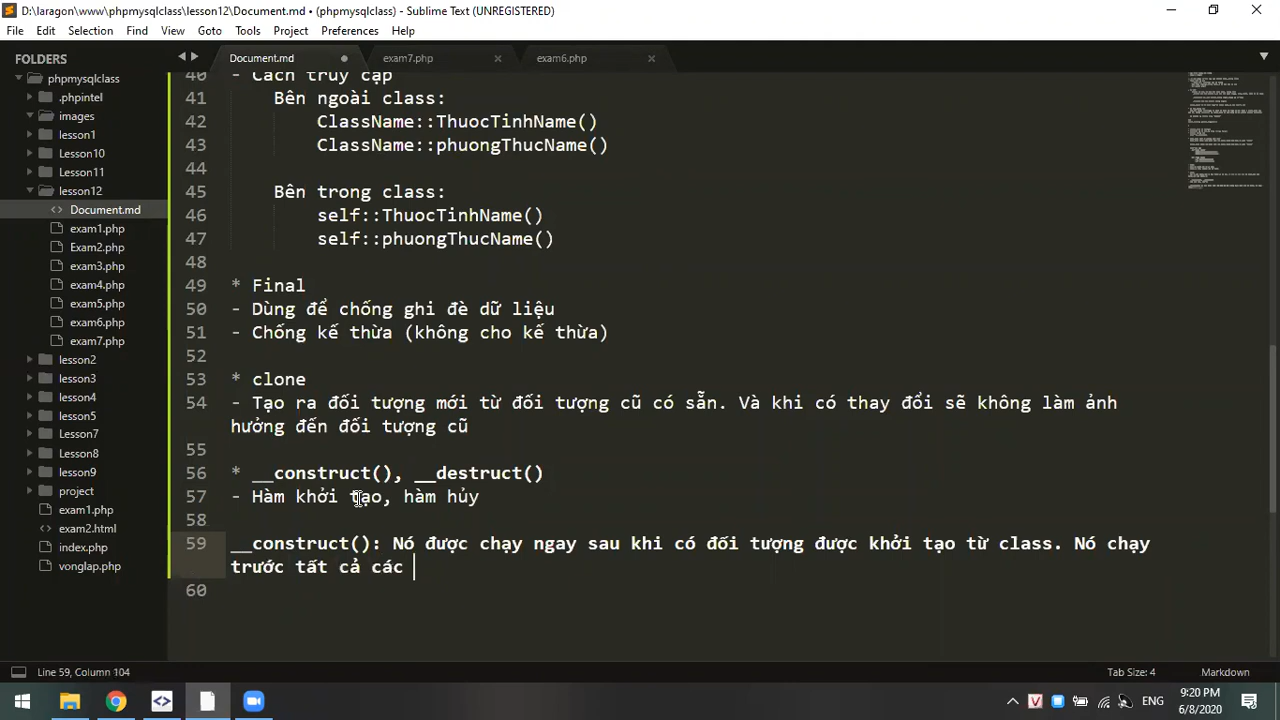 D:\laragon\www\phpmysqlclass\lesson12\Document.md • (phpmysqlclass) - Sublime Text (UNREGISTERED)
File Edit Selection Find View Goto Tools Project Preferences Help
FOLDERS
phpmysqlclass
.phpintel
images
lesson1
Lesson10
Lesson11
lesson12
<> Document.md
exam1.php
Exam2.php
exam3.php
exam4.php
exam5.php
exam6.php
exam7.php
lesson2
lesson3
lesson4
lesson5
Lesson7
Lesson8
lesson9
project
exam1.php
<> exam2.html
index.php
vonglap.php
Document.md exam7.php exam6.php
40 - Cách truy cập
41 Bên ngoài class:
42 ClassName::ThuocTinhName()
43 ClassName::phuongThucName()
44
45 Bên trong class:
46 self::ThuocTinhName()
47 self::phuongThucName()
48
49 * Final
50 - Dùng để chống ghi đè dữ liệu
51 - Chống kế thừa (không cho kế thừa)
52
53 * clone
54 - Tạo ra đối tượng mới từ đối tượng cũ có sẵn. Và khi có thay đổi sẽ không làm ảnh
hưởng đến đối tượng cũ
55
56 * __construct(), __destruct()
57 - Hàm khởi tạo, hàm hủy
58
59 __construct(): Nó được chạy ngay sau khi có đối tượng được khởi tạo từ class. Nó chạy
trước tất cả các
60
Line 59, Column 104 Tab Size: 4 Markdown
ENG
9:20 PM
6/8/2020